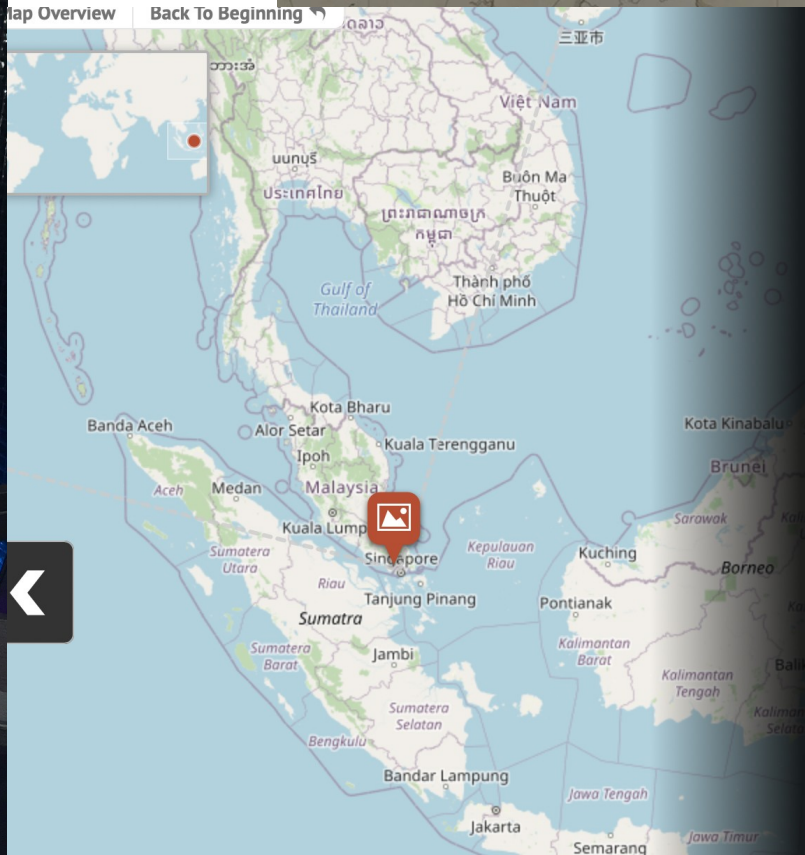 Map Overview
Back To Beginning
三亚市
Việt Nam
นนทบุรี
ประเทศไทย
Buôn Ma
Thuột
ព្រះរាជាណាចក្រ
កម្ពុជា
Thành phố
Hồ Chí Minh
Gulf of
Thailand
Kota Bharu
Banda Aceh
Alor Setar
Kota Kinabalu
Kuala Terengganu
Ipoh
Brunei
Aceh
Medan
Malaysia
Sarawak
Kuala Lump
Sumatera
Utara
Singapore
Kepulauan
Riau
Kuching
Riau
Borneo
Tanjung Pinang
Pontianak
Sumatra
Sumatera
Barat
Jambi
Kalimantan
Barat
Bali
Kalimantan
Tengah
Sumatera
Selatan
Kalimantan
Selatan
Bengkulu
Bandar Lampung
Jawa Tengah
Jakarta
Jawa Timur
Semarang